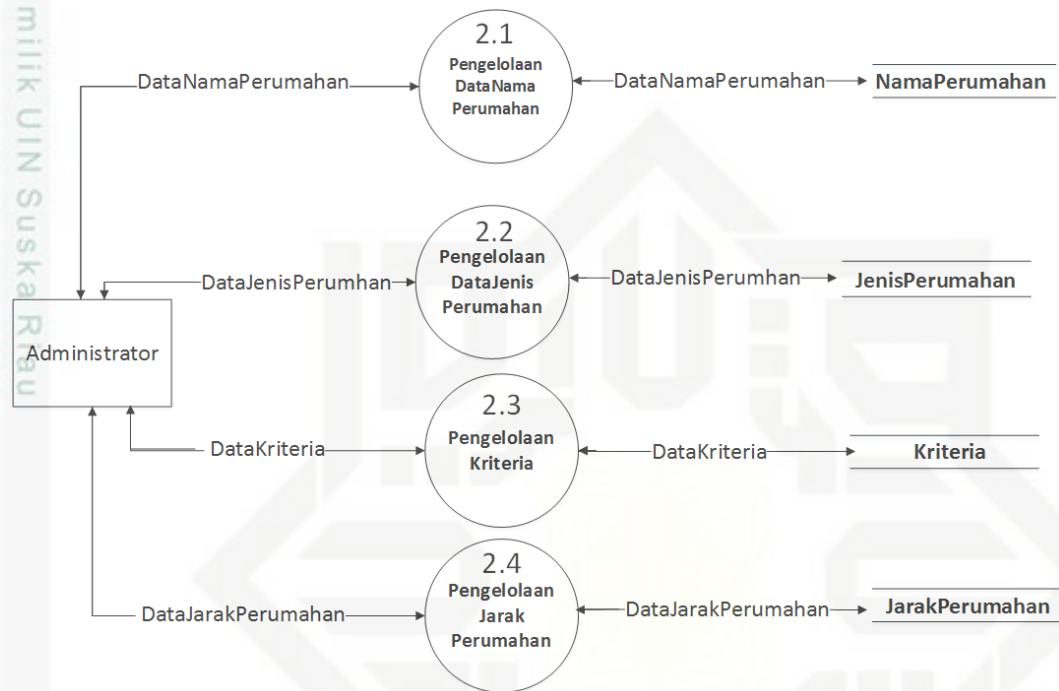 milik UIN Suska Riau
2.1
Pengelolaan
DataNama
Perumahan
DataNamaPerumahan
DataNamaPerumahan
NamaPerumahan
2.2
Pengelolaan
DataJenis
Perumahan
DataJenisPerumhan
DataJenisPerumhan
JenisPerumahan
Administrator
2.3
Pengelolaan
Kriteria
DataKriteria
DataKriteria
Kriteria
2.4
Pengelolaan
Jarak
Perumahan
DataJarakPerumahan
DataJarakPerumahan
JarakPerumahan